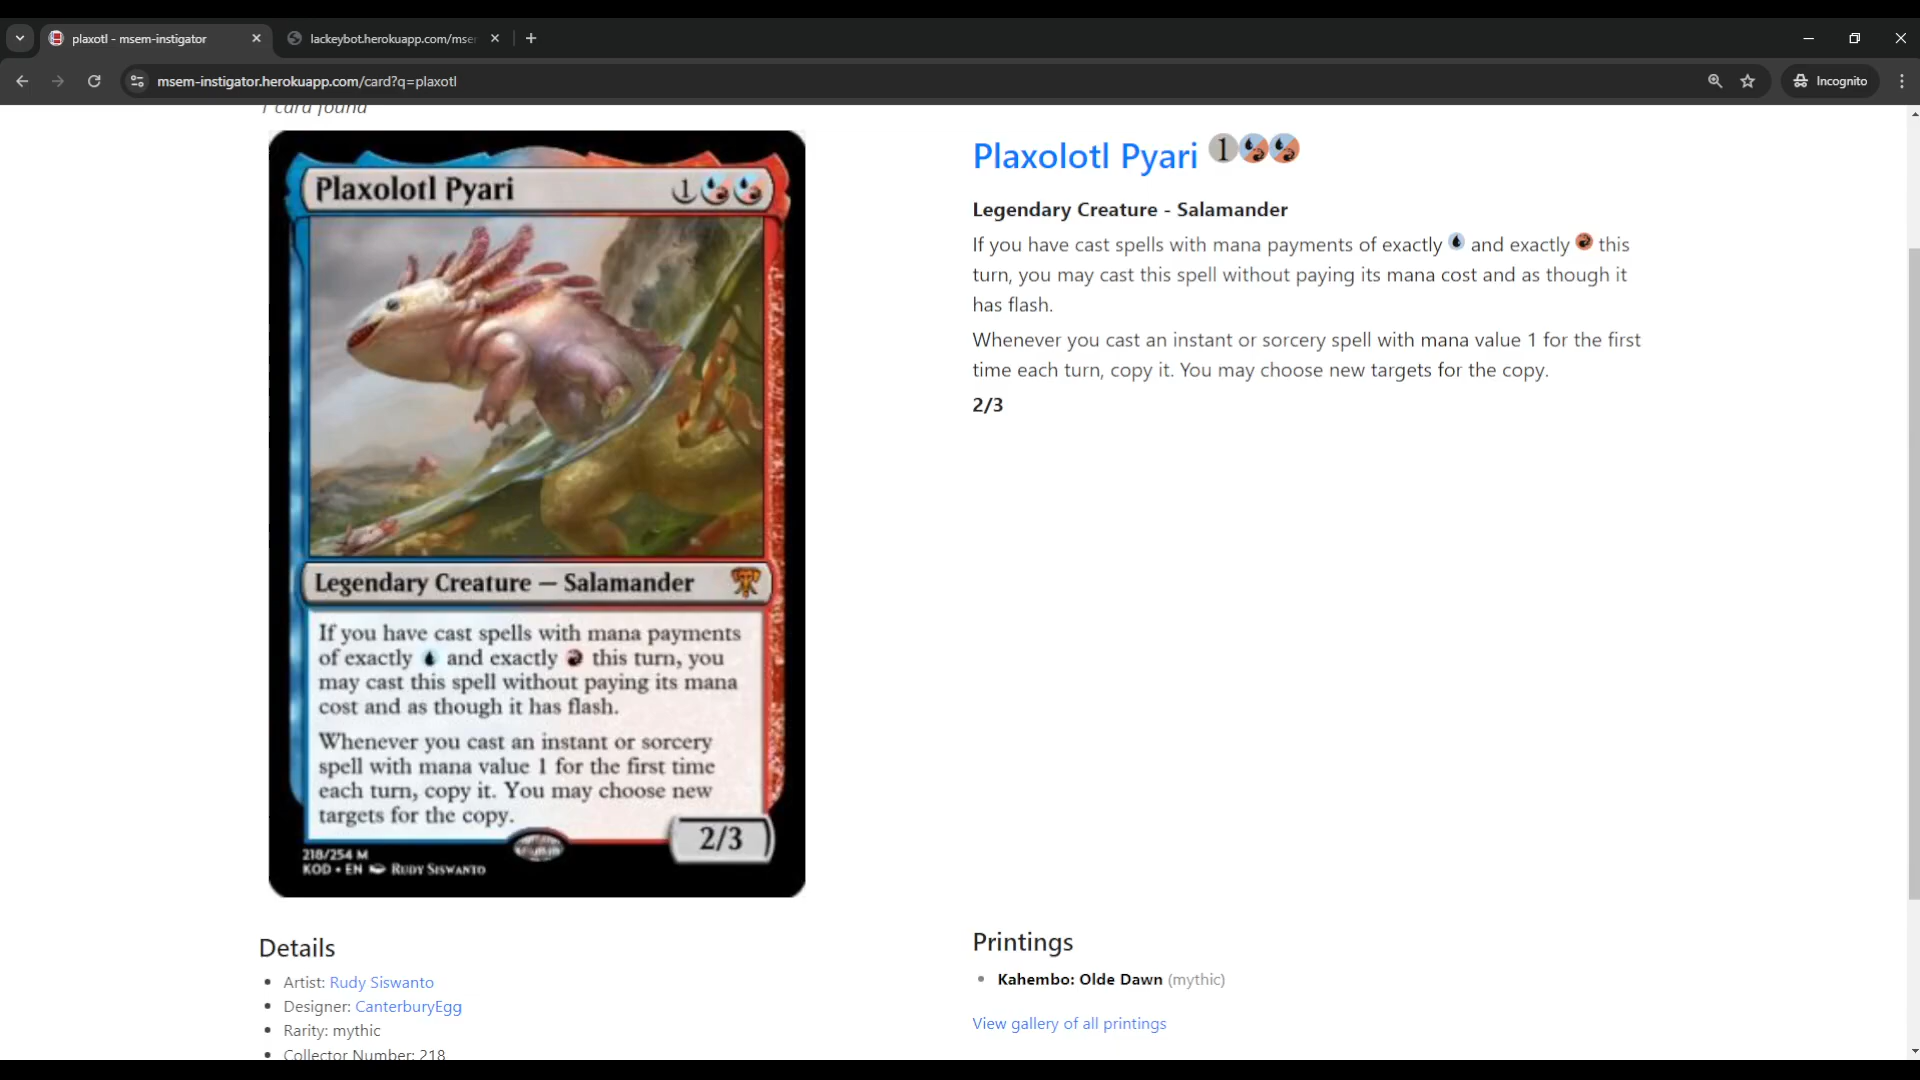 plaxotl - msem-instigator
lackeybot.herokuapp.com/mse
msem-instigator.herokuapp.com/card?q=plaxotl
Incognito
1 card found
Plaxolotl Pyari 1
Legendary Creature — Salamander
If you have cast spells with mana payments
of exactly and exactly this turn, you
may cast this spell without paying its mana
cost and as though it has flash.
Whenever you cast an instant or sorcery
spell with mana value 1 for the first time
each turn, copy it. You may choose new
targets for the copy.
2/3
218/254 M
KOD • EN Rudy Siswanto
Plaxolotl Pyari 1
Legendary Creature - Salamander
If you have cast spells with mana payments of exactly and exactly this
turn, you may cast this spell without paying its mana cost and as though it
has flash.
Whenever you cast an instant or sorcery spell with mana value 1 for the first
time each turn, copy it. You may choose new targets for the copy.
2/3
Details
• Artist: Rudy Siswanto
• Designer: CanterburyEgg
• Rarity: mythic
• Collector Number: 218
Printings
• Kahembo: Olde Dawn (mythic)
View gallery of all printings